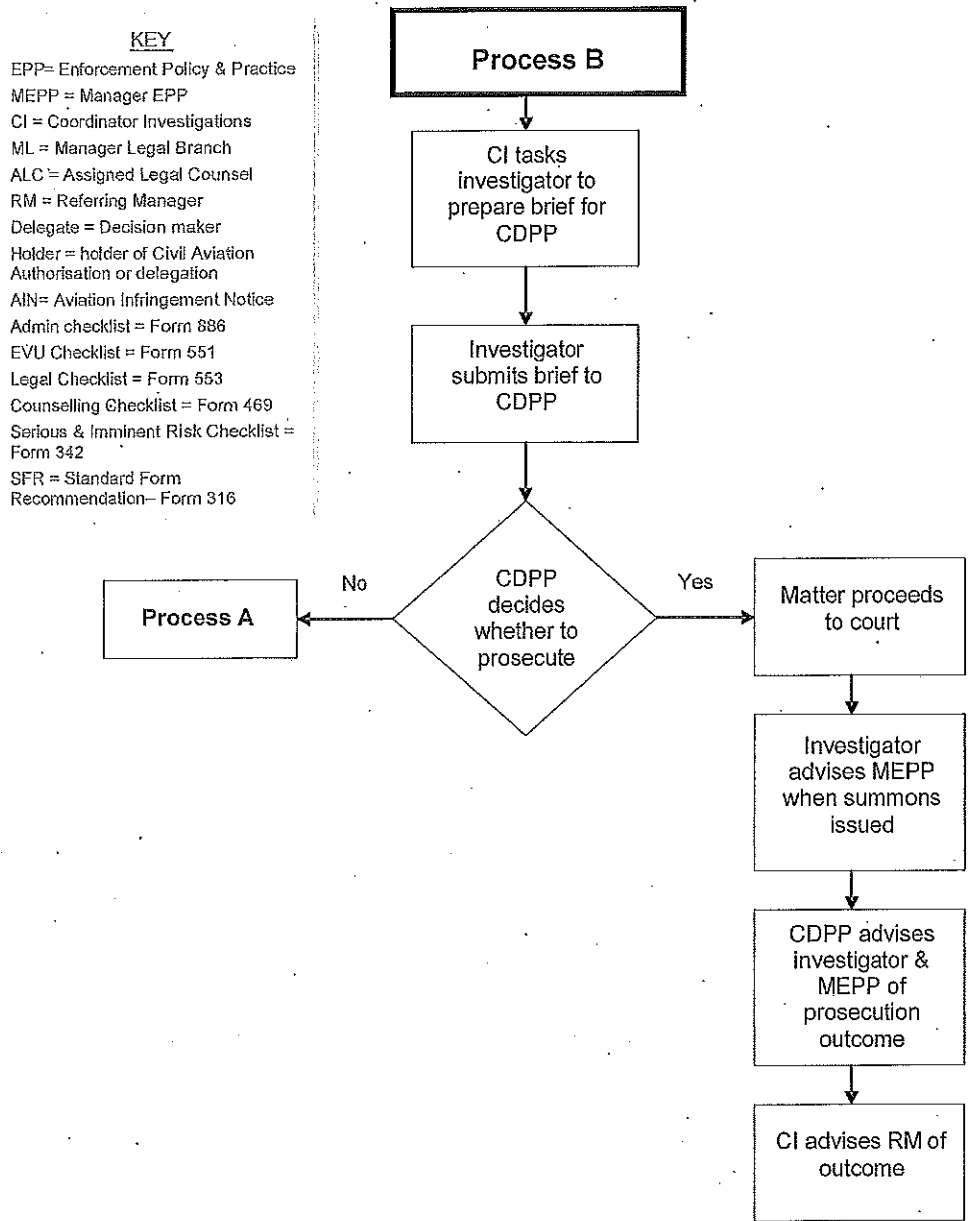 KEY
EPP= Enforcement Policy & Practice
MEPP = Manager EPP
CI = Coordinator Investigations
ML = Manager Legal Branch
ALC = Assigned Legal Counsel
RM = Referring Manager
Delegate = Decision maker
Holder = holder of Civil Aviation
Authorisation or delegation
AIN= Aviation Infringement Notice
Admin checklist = Form 886
EVU Checklist = Form 551
Legal Checklist = Form 553
Counselling Checklist = Form 469
Serious & Imminent Risk Checklist =
Form 342
SFR = Standard Form
Recommendation– Form 316
Process B
CI tasks
investigator to
prepare brief for
CDPP
Investigator
submits brief to
CDPP
CDPP
decides
whether to
prosecute
No
Process A
Yes
Matter proceeds
to court
Investigator
advises MEPP
when summons
issued
CDPP advises
investigator &
MEPP of
prosecution
outcome
CI advises RM of
outcome